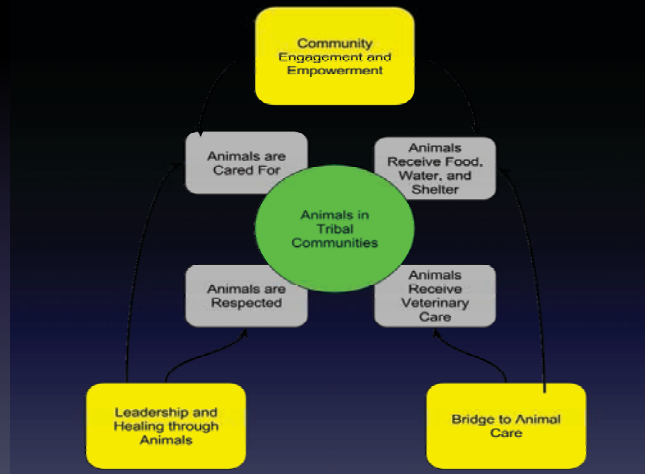 Community
Engagement and
Empowerment
Animals are
Cared For
Animals
Receive Food,
Water, and
Shelter
Animals in
Tribal
Communities
Animals are
Respected
Animals
Receive
Veterinary
Care
Leadership and
Healing through
Animals
Bridge to Animal
Care